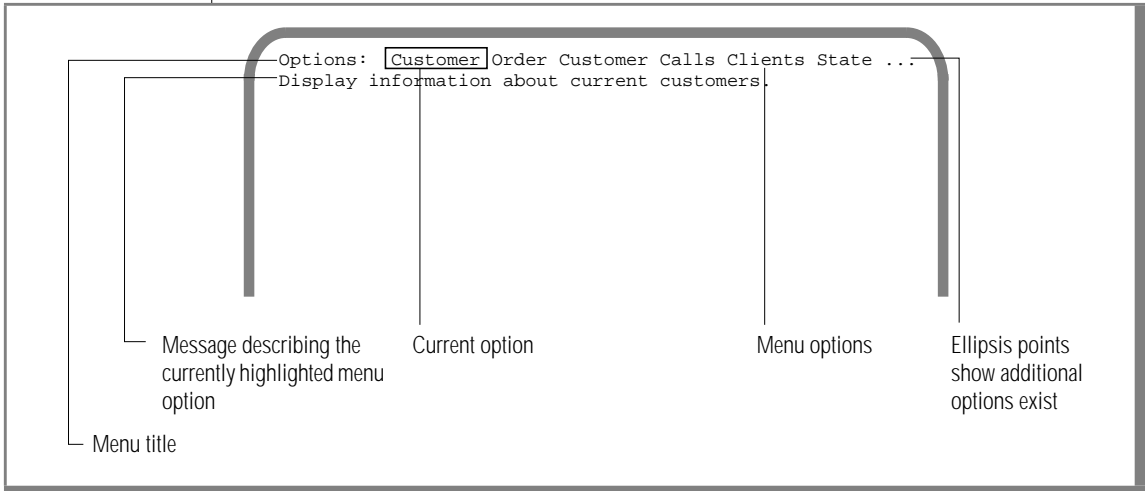 Options: Customer Order Customer Calls Clients State ...
Display information about current customers.
Message describing the
currently highlighted menu
option
Current option
Menu options
Ellipsis points
show additional
options exist
Menu title